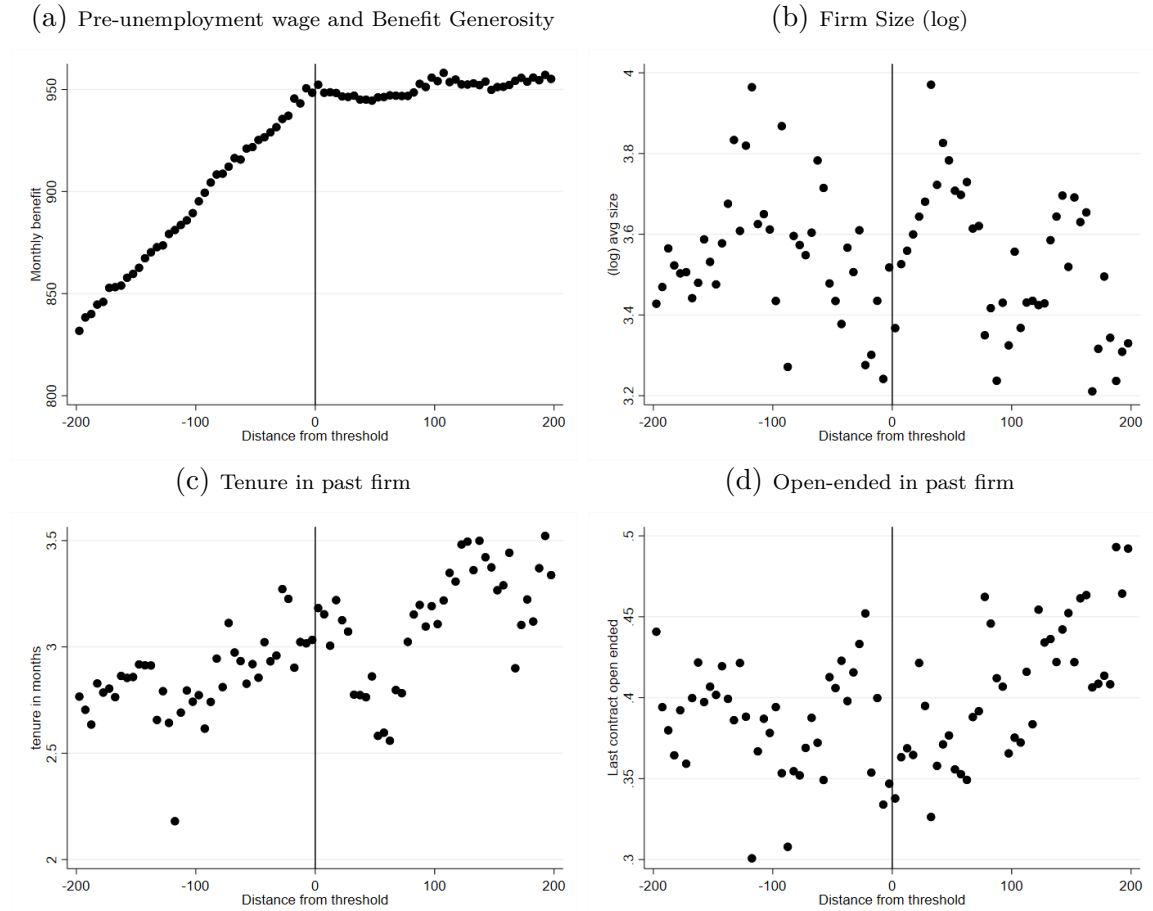 (a) Pre-unemployment wage and Benefit Generosity
Monthly benefit
950
900
850
800
-200 -100 0 100 200
Distance from threshold
(b) Firm Size (log)
(log) avg size
4
3.8
3.6
3.4
3.2
-200 -100 0 100 200
Distance from threshold
(c) Tenure in past firm
tenure in months
3.5
3
2.5
2
-200 -100 0 100 200
Distance from threshold
(d) Open-ended in past firm
Last contract open ended
.5
.45
.4
.35
.3
-200 -100 0 100 200
Distance from threshold